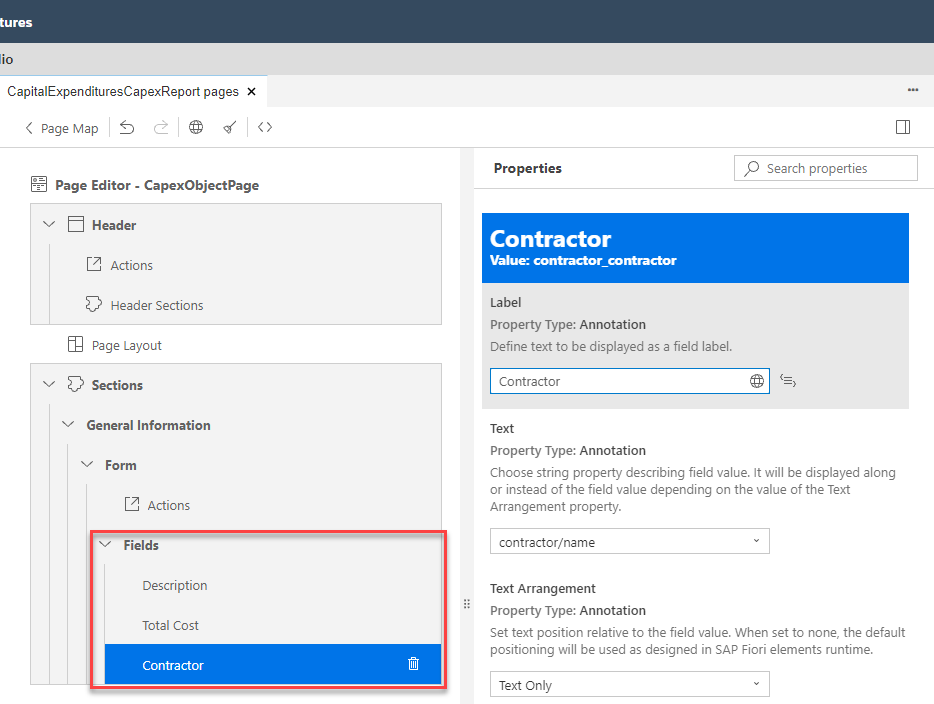 tures
io
CapitalExpendituresCapexReport pages
Page Map
Page Editor - CapexObjectPage
Header
Actions
Header Sections
Page Layout
Sections
General Information
Form
Actions
Fields
Description
Total Cost
Contractor
Properties
Search properties
Contractor
Value: contractor_contractor
Label
Property Type: Annotation
Define text to be displayed as a field label.
Contractor
Text
Property Type: Annotation
Choose string property describing field value. It will be displayed along
or instead of the field value depending on the value of the Text
Arrangement property.
contractor/name
Text Arrangement
Property Type: Annotation
Set text position relative to the field value. When set to none, the default
positioning will be used as designed in SAP Fiori elements runtime.
Text Only